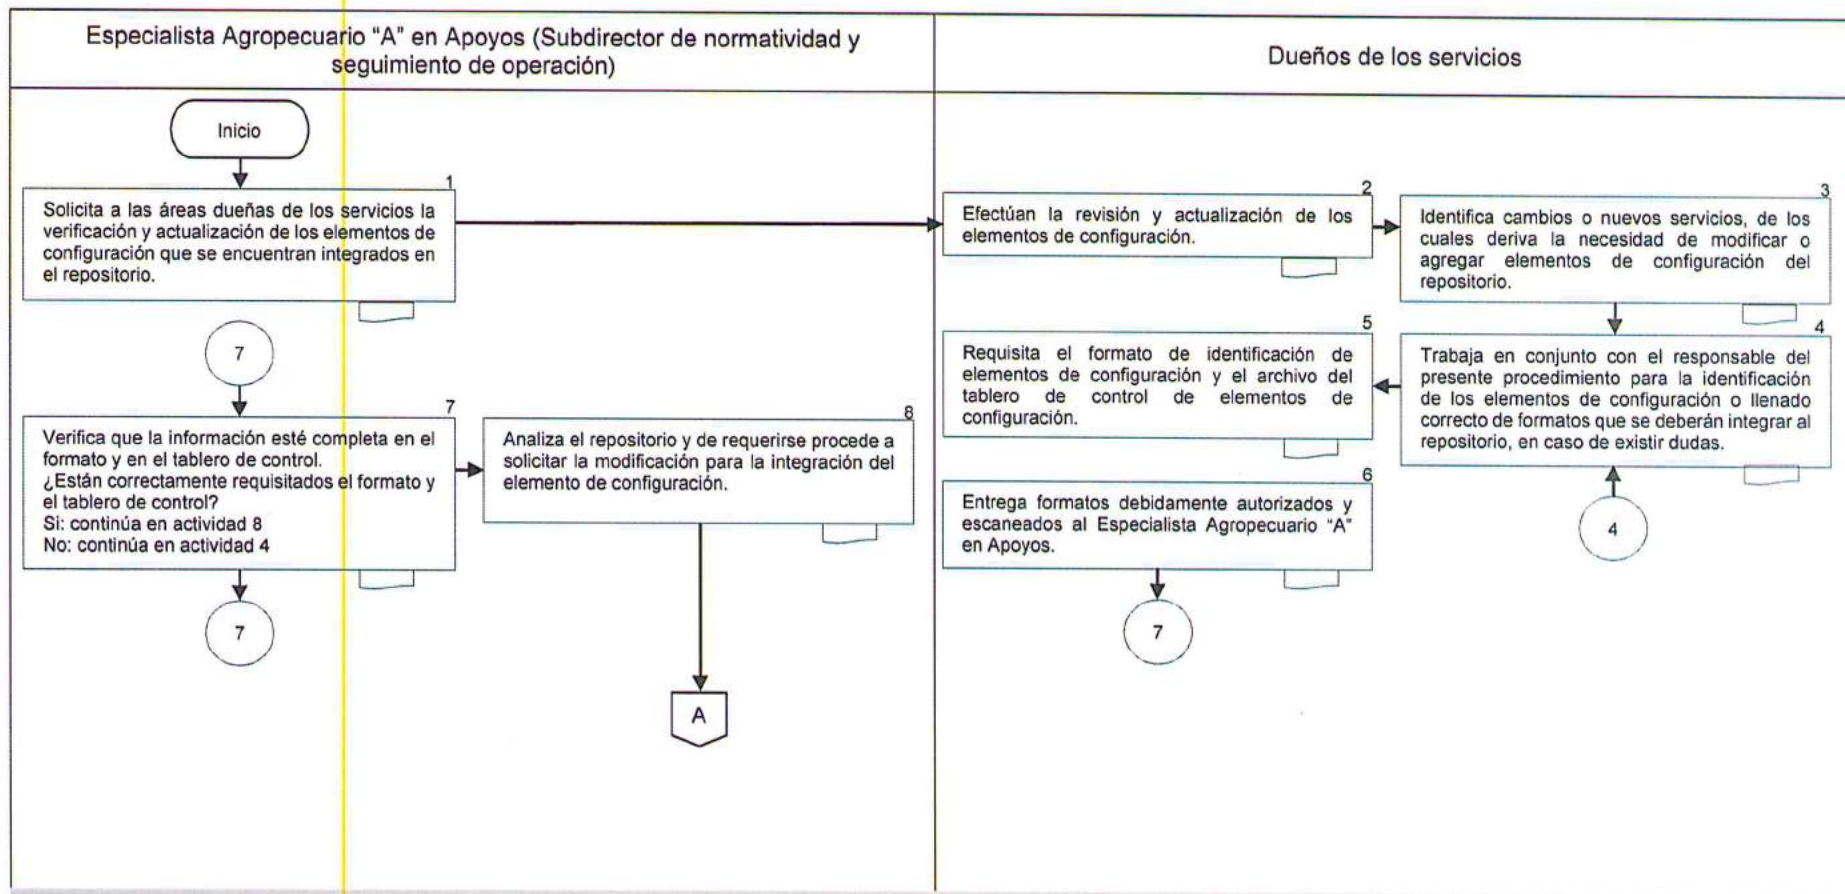 Especialista Agropecuario “A” en Apoyos (Subdirector de normatividad y
seguimiento de operación)
Dueños de los servicios
Inicio
1
Solicita a las áreas dueñas de los servicios la
verificación y actualización de los elementos de
configuración que se encuentran integrados en
el repositorio.
2
Efectúan la revisión y actualización de los
elementos de configuración.
3
Identifica cambios o nuevos servicios, de los
cuales deriva la necesidad de modificar o
agregar elementos de configuración del
repositorio.
4
Trabaja en conjunto con el responsable del
presente procedimiento para la identificación
de los elementos de configuración o llenado
correcto de formatos que se deberán integrar al
repositorio, en caso de existir dudas.
4
5
Requisita el formato de identificación de
elementos de configuración y el archivo del
tablero de control de elementos de
configuración.
6
Entrega formatos debidamente autorizados y
escaneados al Especialista Agropecuario “A”
en Apoyos.
7
7
7
Verifica que la información esté completa en el
formato y en el tablero de control.
¿Están correctamente requisitados el formato y
el tablero de control?
Si: continúa en actividad 8
No: continúa en actividad 4
7
8
Analiza el repositorio y de requerirse procede a
solicitar la modificación para la integración del
elemento de configuración.
A